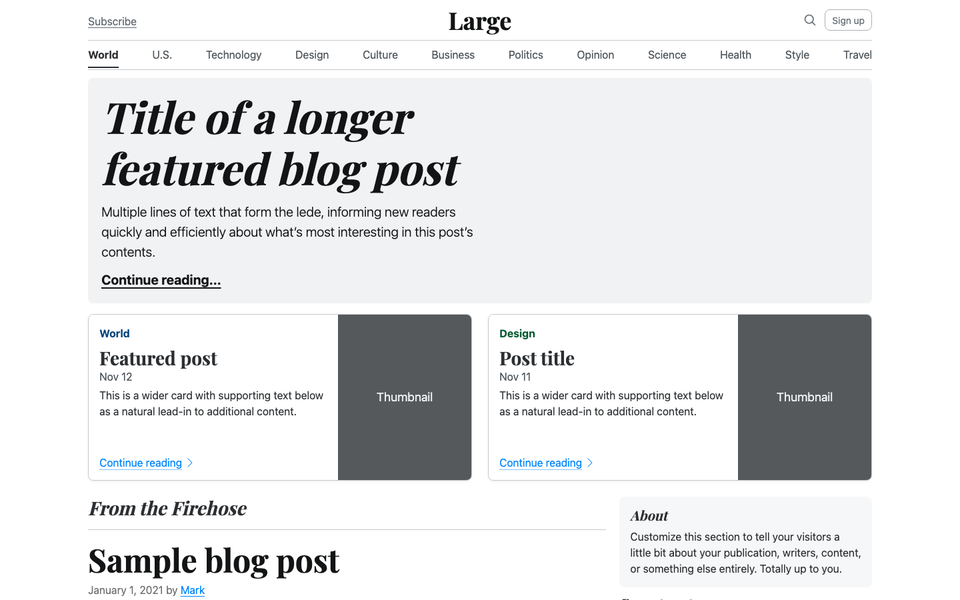 Subscribe
Large
Sign up
World
U.S.
Technology
Design
Culture
Business
Politics
Opinion
Science
Health
Style
Travel
Title of a longer
featured blog post
Multiple lines of text that form the lede, informing new readers
quickly and efficiently about what’s most interesting in this post’s
contents.
Continue reading...
World
Featured post
Nov 12
This is a wider card with supporting text below
as a natural lead-in to additional content.
Continue reading
Thumbnail
Design
Post title
Nov 11
This is a wider card with supporting text below
as a natural lead-in to additional content.
Continue reading
Thumbnail
From the Firehose
Sample blog post
January 1, 2021 by Mark
About
Customize this section to tell your visitors a
little bit about your publication, writers, content,
or something else entirely. Totally up to you.